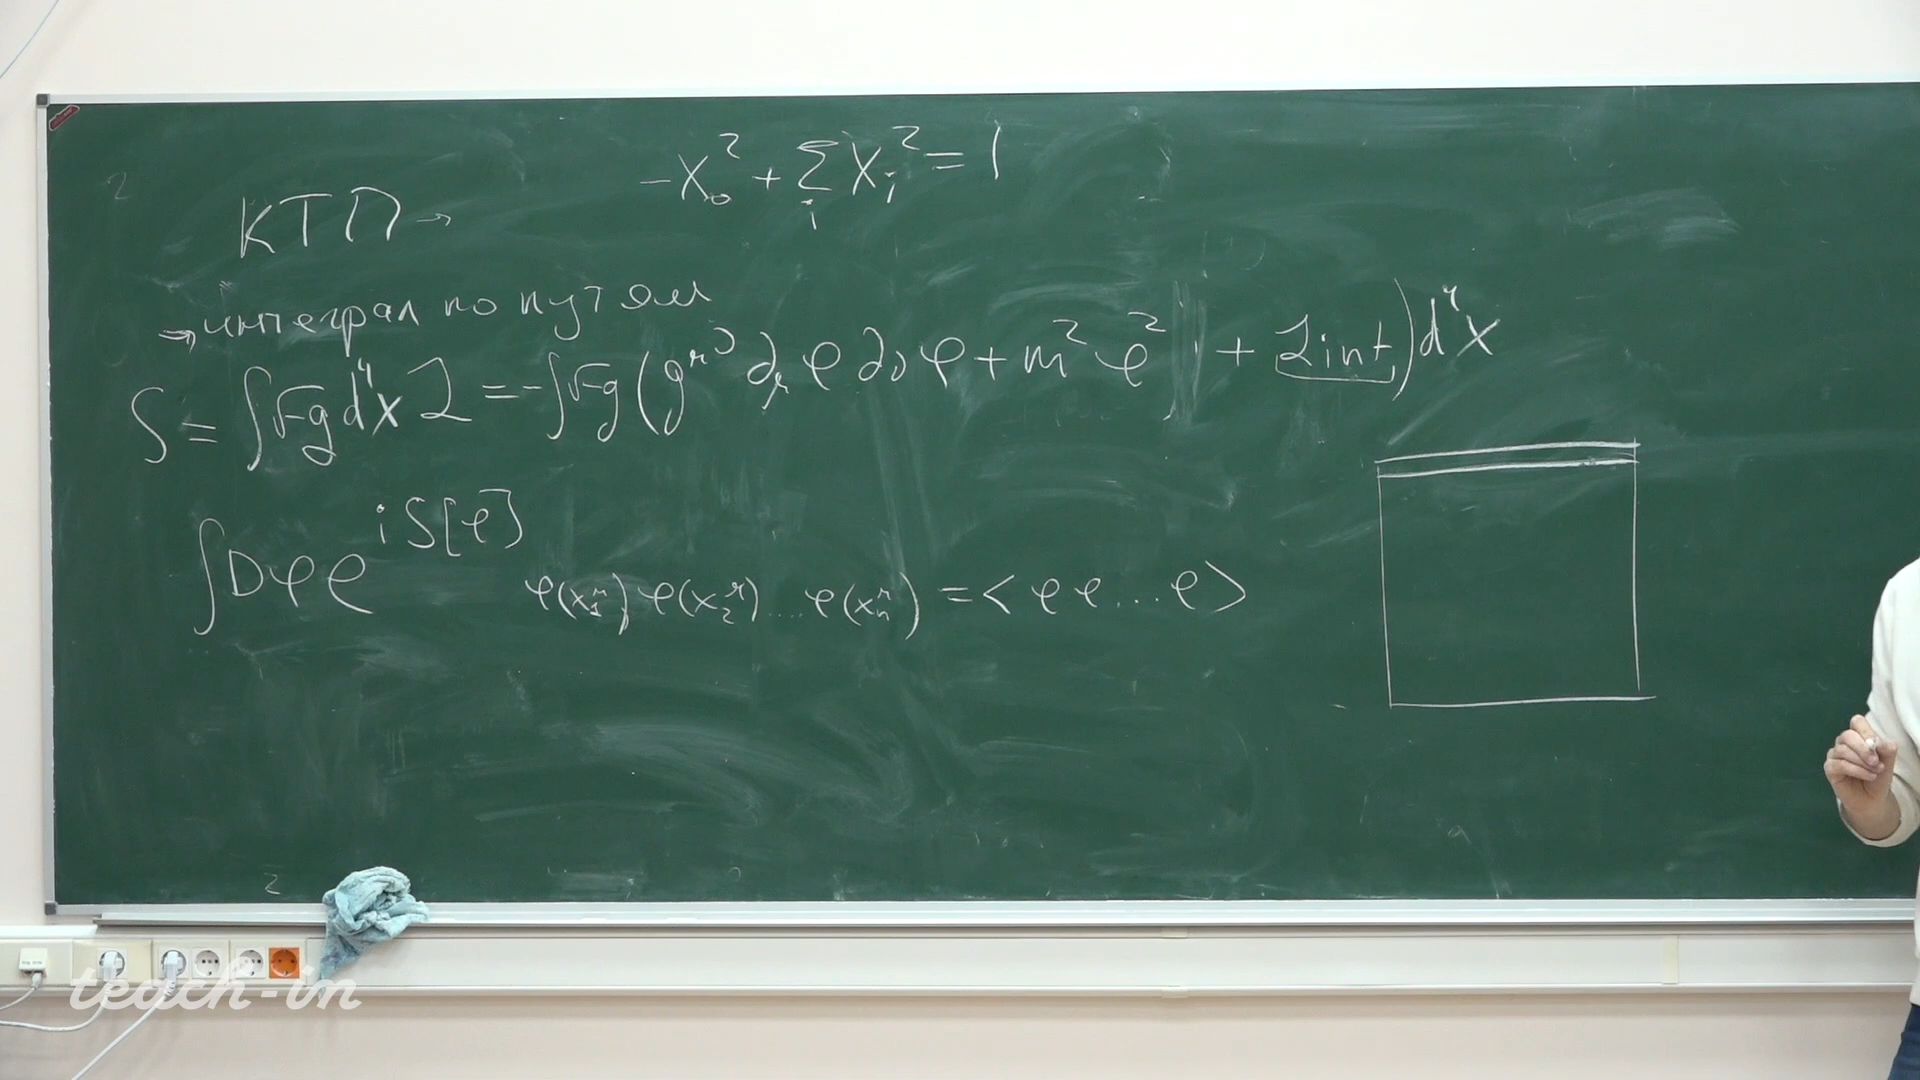 -X₀² + ∑ᵢ Xᵢ² = 1
КТП →
→ интеграл по путям
S = ∫√-g d⁴x L = -∫√-g (g^{μν} ∂_μ φ ∂_ν φ + m² φ² + L int) d⁴x
∫Dφ e^{iS[φ]} φ(x₁^μ) φ(x₂^μ) ... φ(xₙ^μ) = <φ φ ... φ>
teach-in